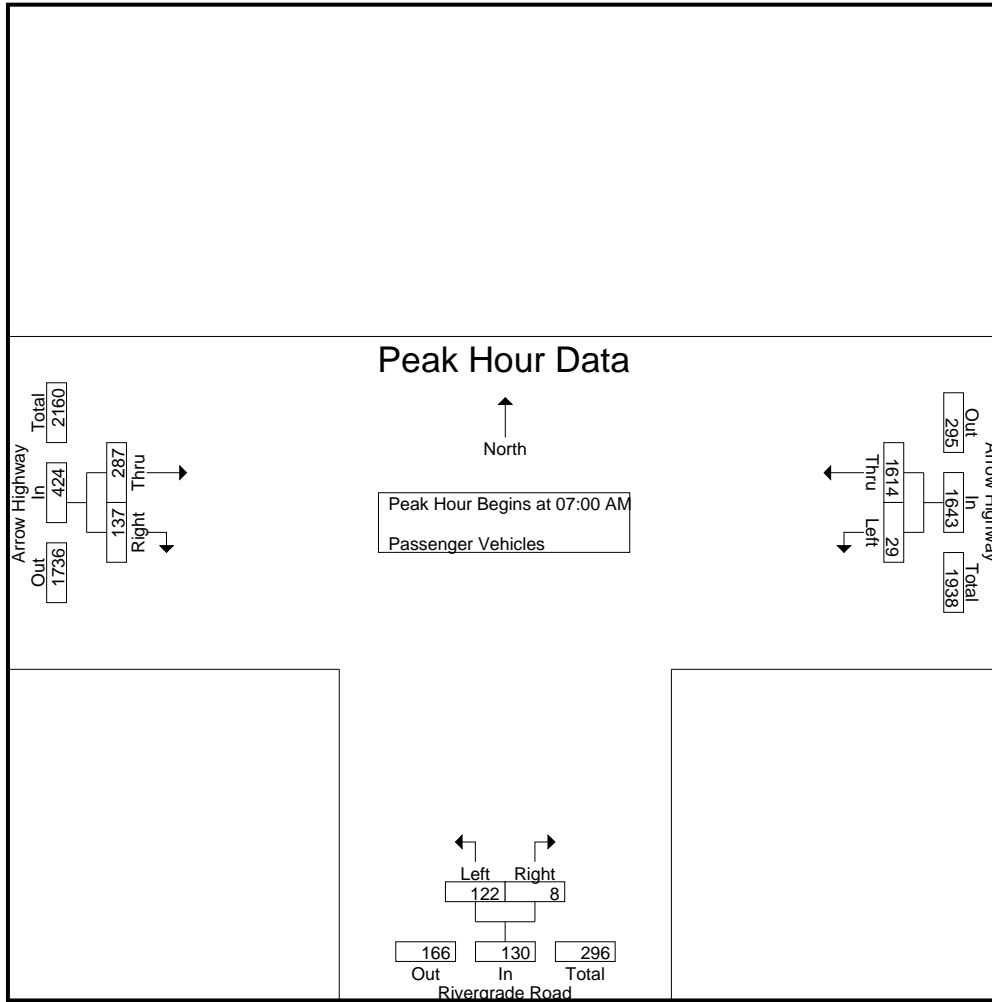 Peak Hour Data
North
Peak Hour Begins at 07:00 AM
Passenger Vehicles
Arrow Highway
Out In Total
1736 424 2160
Right Thru
137 287
Arrow Highway
Out In Total
295 1643 1938
Thru Left
1614 29
Left Right
122 8
166 130 296
Out In Total
Rivergrade Road